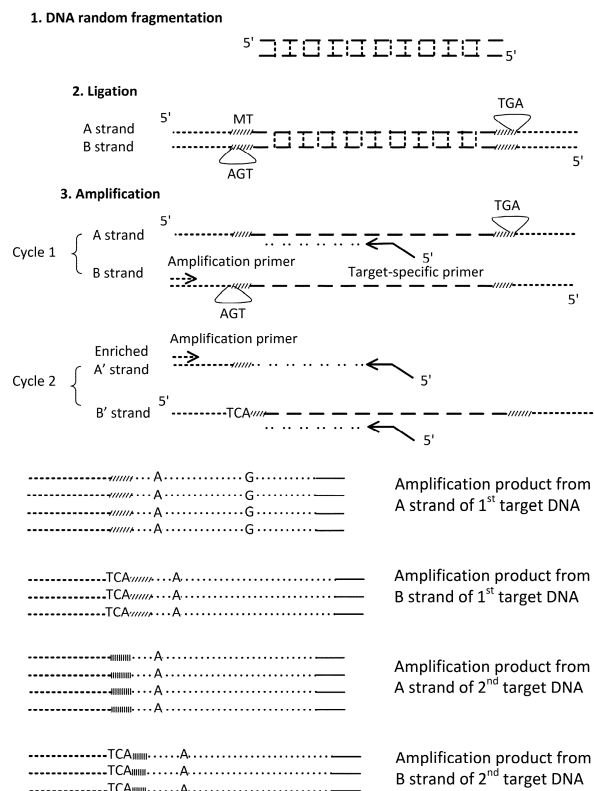 1. DNA random fragmentation
5'
5'
2. Ligation
TGA
5'
MT
A strand
B strand
5'
AGT
3. Amplification
TGA
5'
A strand
Cycle 1
5'
Amplification primer
B strand
Target-specific primer
5'
AGT
Amplification primer
Enriched
A' strand
Cycle 2
5'
5'
B' strand
TCA
5'
A G
A G
A G
A G
Amplification product from
A strand of 1st target DNA
TCA A
TCA A
TCA A
Amplification product from
B strand of 1st target DNA
A
A
A
A
Amplification product from
A strand of 2nd target DNA
TCA A
TCA A
TCA A
Amplification product from
B strand of 2nd target DNA